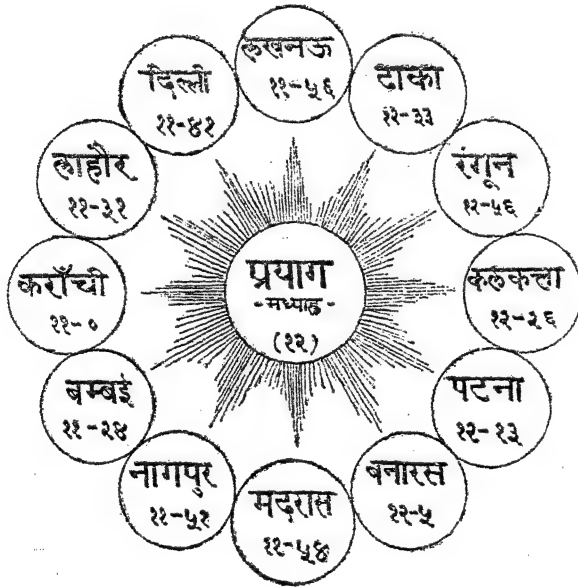 लखनऊ
११-५६
ढाका
१२-३३
रंगून
१२-५६
कलकत्ता
१२-२६
पटना
१२-१३
बनारस
१२-५
मदरास
११-५४
नागपुर
११-५१
बम्बई
११-२४
कराँची
११-०
लाहौर
११-३१
दिल्ली
११-४१
प्रयाग
-मध्याह्न-
(१२)